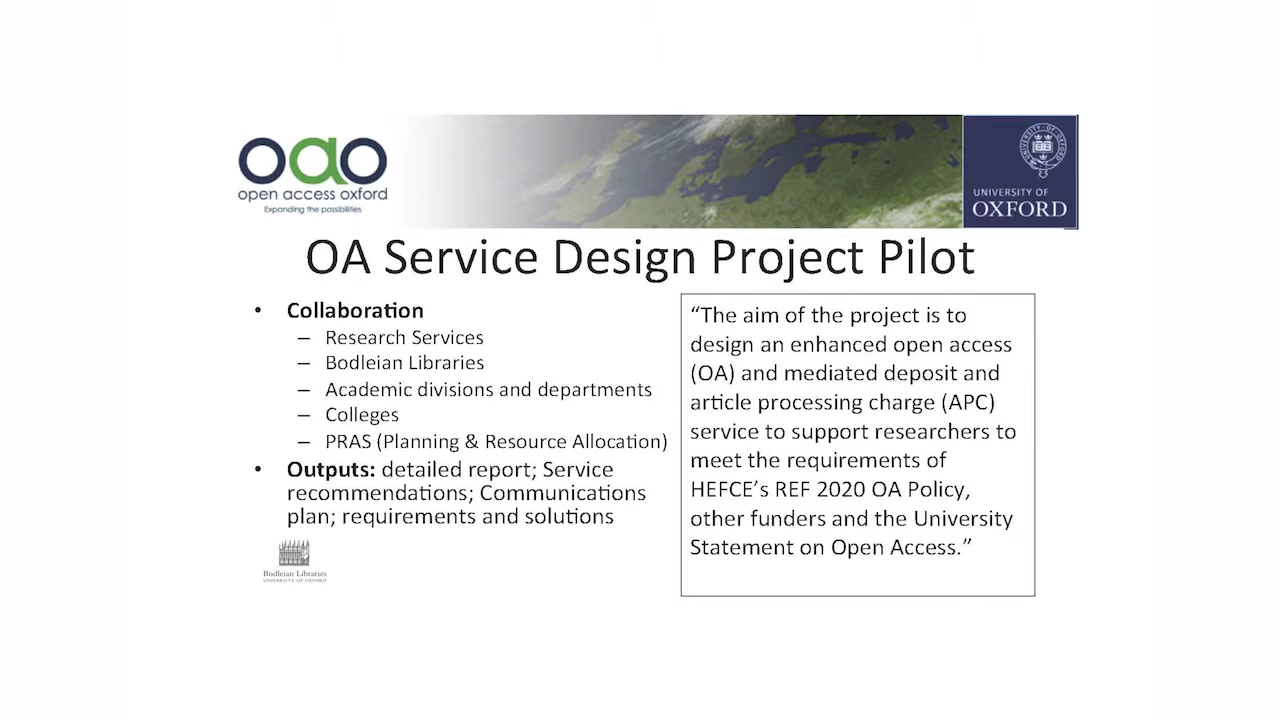 oao
open access oxford
Expanding the possibilities
UNIVERSITY OF
OXFORD
OA Service Design Project Pilot
• Collaboration
– Research Services
– Bodleian Libraries
– Academic divisions and departments
– Colleges
– PRAS (Planning & Resource Allocation)
• Outputs: detailed report; Service
recommendations; Communications
plan; requirements and solutions
“The aim of the project is to
design an enhanced open access
(OA) and mediated deposit and
article processing charge (APC)
service to support researchers to
meet the requirements of
HEFCE’s REF 2020 OA Policy,
other funders and the University
Statement on Open Access.”
Bodleian Libraries
UNIVERSITY OF OXFORD